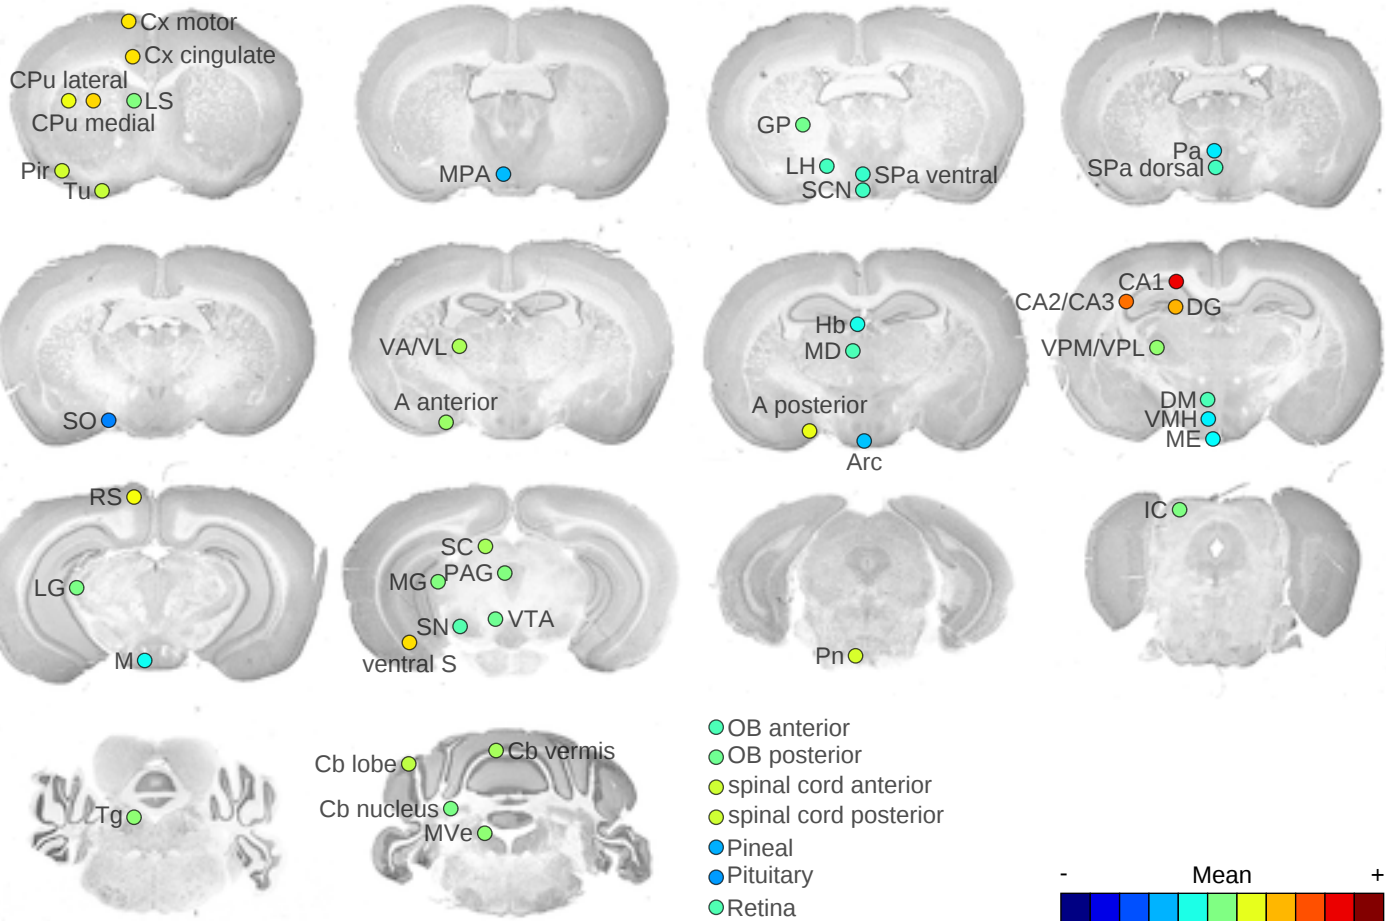 Cx motor
Cx cingulate
CPu lateral
LS
CPu medial
Pir
Tu
MPA
GP
LH
SPa ventral
SCN
Pa
SPa dorsal
SO
VA/VL
A anterior
Hb
MD
A posterior
Arc
CA1
CA2/CA3
DG
VPM/VPL
DM
VMH
ME
RS
LG
M
SC
MG
PAG
SN
VTA
ventral S
Pn
IC
Tg
Cb lobe
Cb vermis
Cb nucleus
MVe
OB anterior
OB posterior
spinal cord anterior
spinal cord posterior
Pineal
Pituitary
Retina
- Mean +